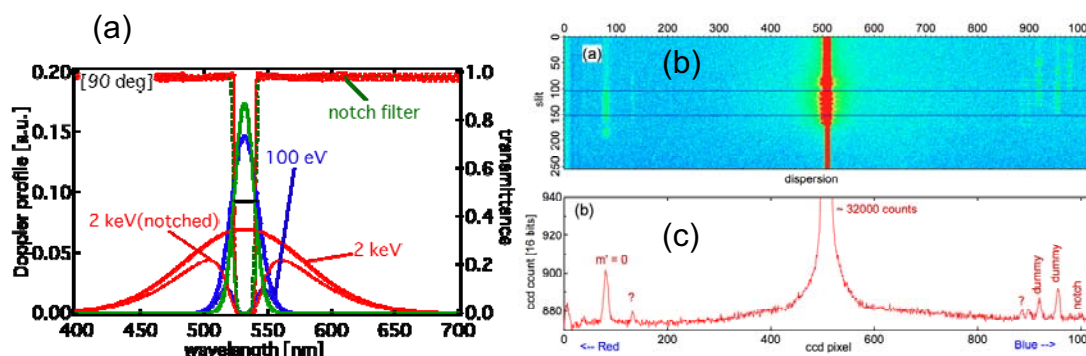 (a)
[90 deg]
notch filter
100 eV
2 keV(notched)
2 keV
0.20
0.15
0.10
0.05
0.00
Doppler profile [a.u.]
1.0
0.8
0.6
0.4
0.2
0.0
transmittance
400 450 500 550 600 650 700
wavelength [nm]
0 100 200 300 400 500 600 700 800 900
(a)
(b)
0
50
100
150
200
250
slit
dispersion
(b)
(c)
940
920
900
880
ccd count [16 bits]
~ 32000 counts
m' = 0
?
?
dummy
dummy
notch
0 200 400 600 800
<-- Red
ccd pixel
Blue -->